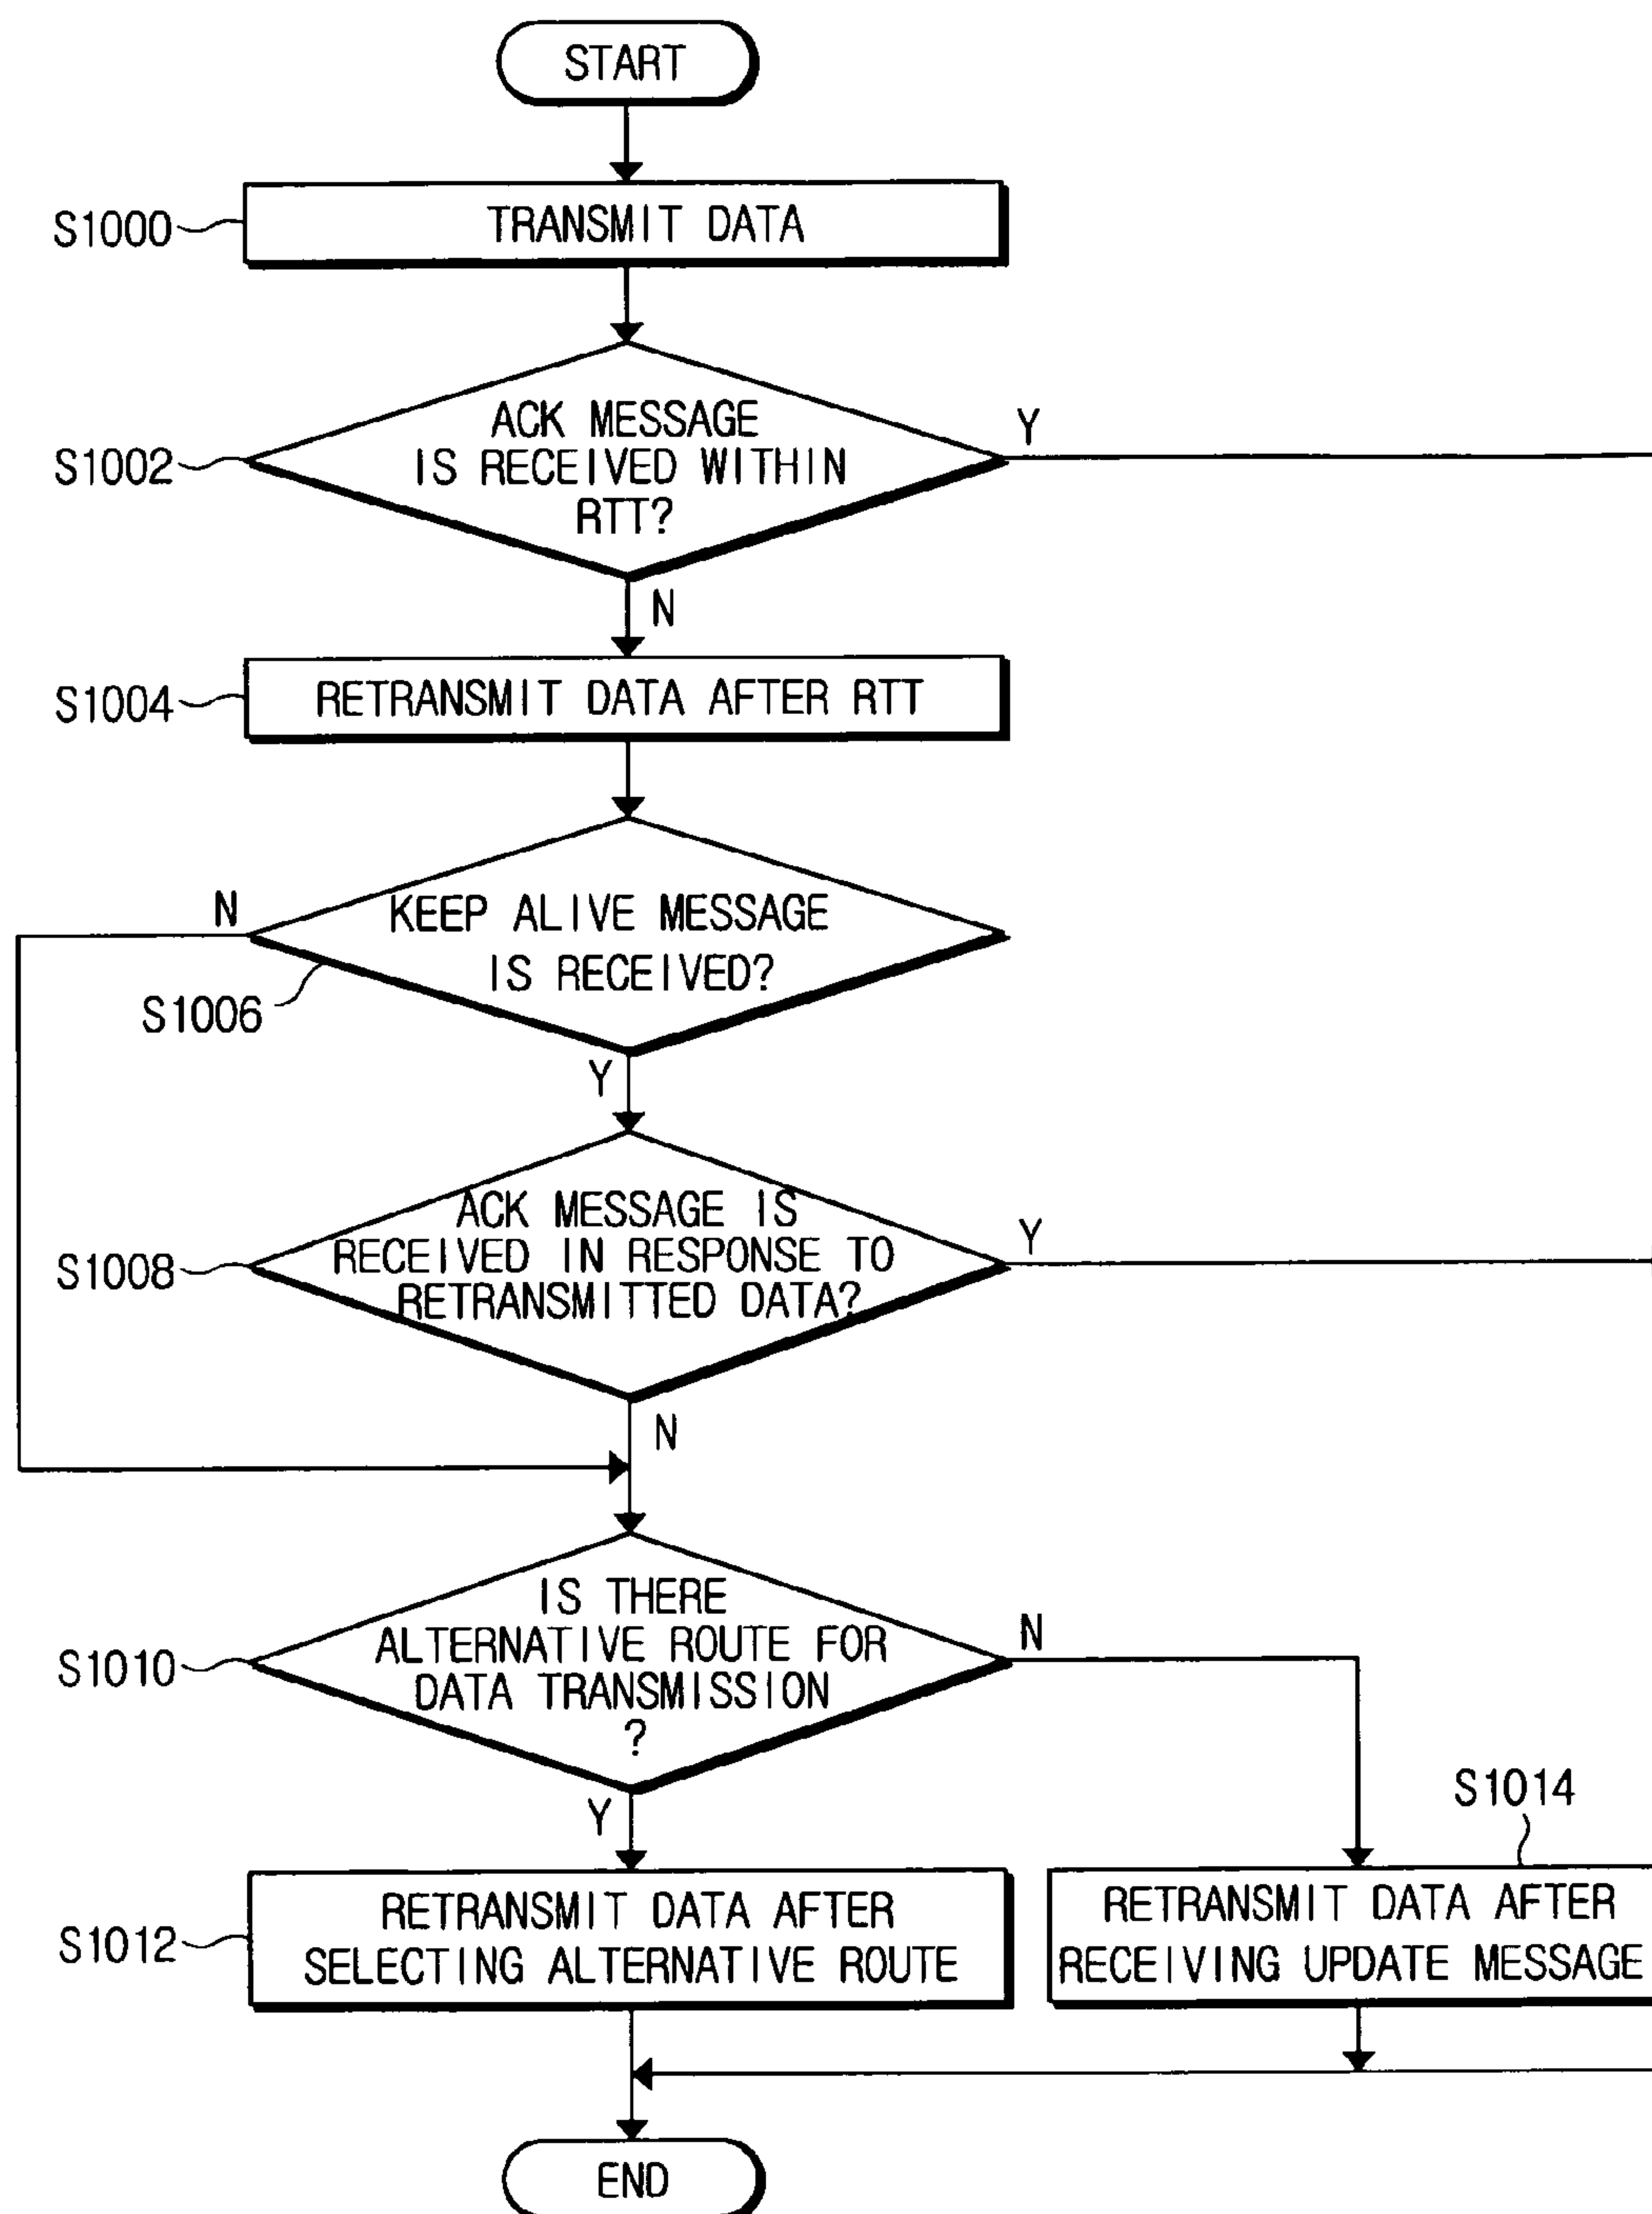 START
S1000
TRANSMIT DATA
S1002
ACK MESSAGE
IS RECEIVED WITHIN
RTT?
Y
N
S1004
RETRANSMIT DATA AFTER RTT
N
KEEP ALIVE MESSAGE
IS RECEIVED?
S1006
Y
S1008
ACK MESSAGE IS
RECEIVED IN RESPONSE TO
RETRANSMITTED DATA?
Y
N
S1010
IS THERE
ALTERNATIVE ROUTE FOR
DATA TRANSMISSION
?
N
Y
S1014
S1012
RETRANSMIT DATA AFTER
SELECTING ALTERNATIVE ROUTE
RETRANSMIT DATA AFTER
RECEIVING UPDATE MESSAGE
END